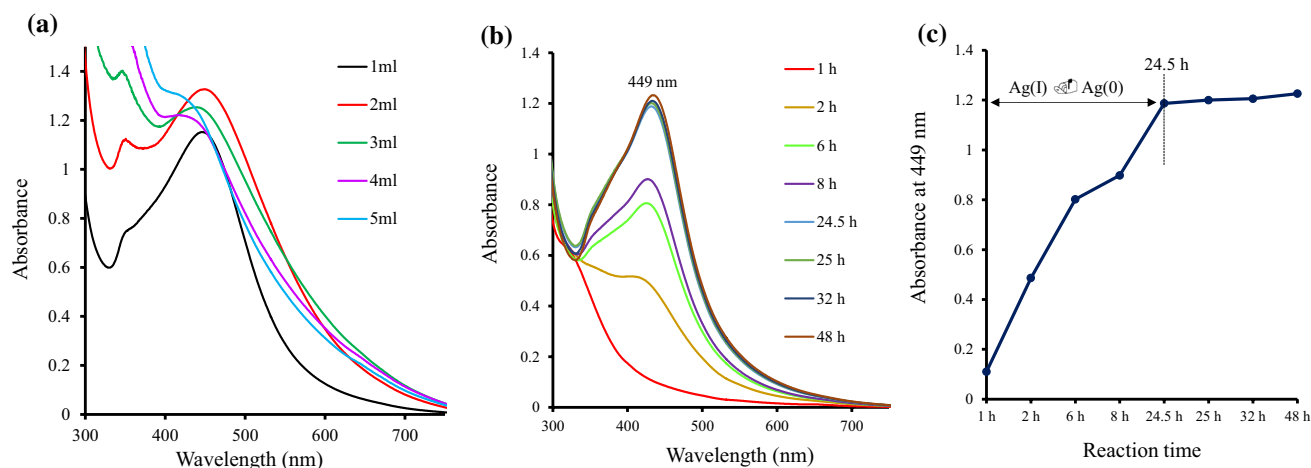 (a)
1.4
1.2
1
0.8
0.6
0.4
0.2
0
300
400
500
600
700
Absorbance
Wavelength (nm)
1ml
2ml
3ml
4ml
5ml
(b)
1.4
1.2
1
0.8
0.6
0.4
0.2
0
300
400
500
600
700
Absorbance
Wavelength (nm)
449 nm
1 h
2 h
6 h
8 h
24.5 h
25 h
32 h
48 h
(c)
1.4
1.2
1
0.8
0.6
0.4
0.2
0
Absorbance at 449 nm
24.5 h
Ag(I) Ag(0)
1 h
2 h
6 h
8 h
24.5 h
25 h
32 h
48 h
Reaction time